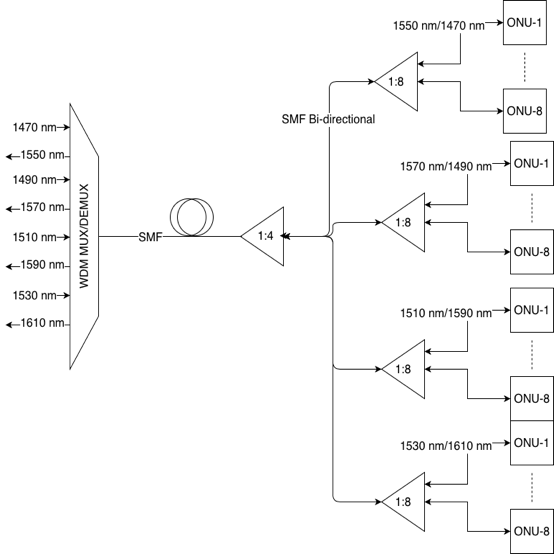 1550 nm/1470 nm
ONU-1
1:8
ONU-8
SMF Bi-directional
1470 nm
1550 nm
1490 nm
1570 nm
1510 nm
1590 nm
1530 nm
1610 nm
WDM MUX/DEMUX
SMF
1:4
1570 nm/1490 nm
ONU-1
1:8
ONU-8
1510 nm/1590 nm
ONU-1
1:8
ONU-8
1530 nm/1610 nm
ONU-1
1:8
ONU-8